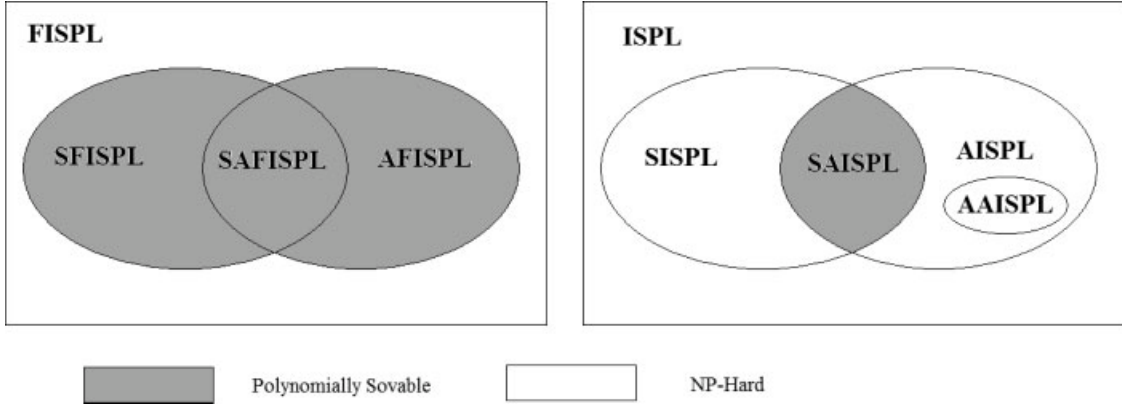 FISPL
SFISPL
SAFISPL
AFISPL
ISPL
SISPL
SAISPL
AISPL
AAISPL
Polynomially Sovable
NP-Hard